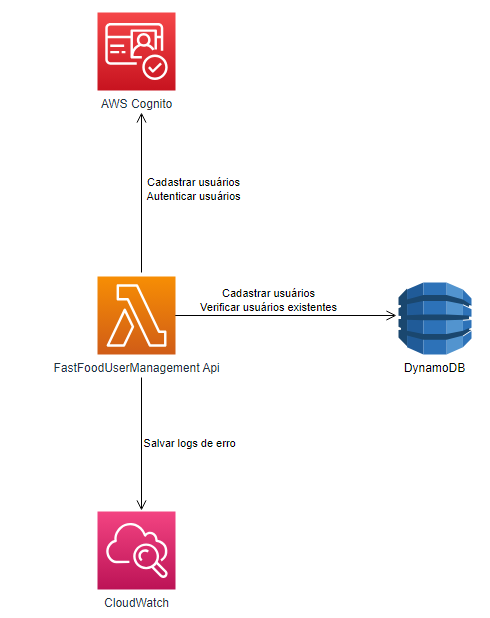 AWS Cognito
Cadastrar usuários
Autenticar usuários
Cadastrar usuários
Verificar usuários existentes
FastFoodUserManagement Api
DynamoDB
Salvar logs de erro
CloudWatch